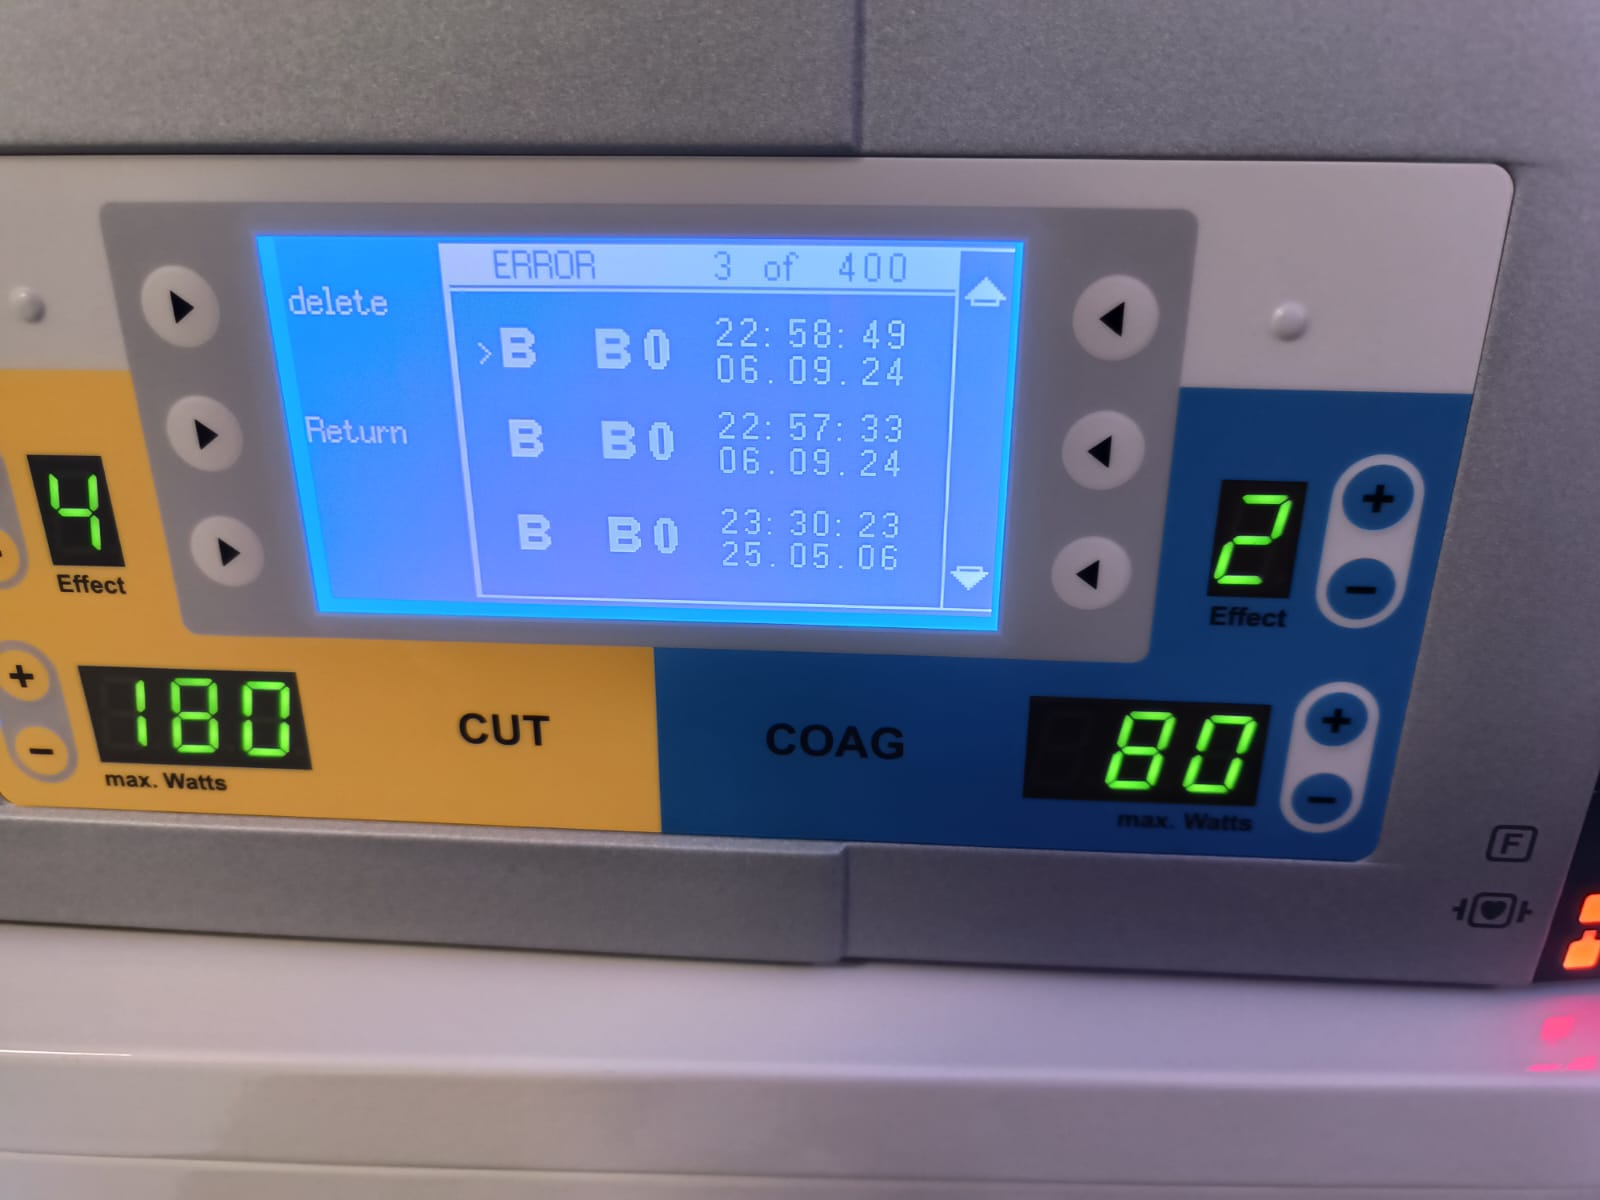 ERROR 3 of 400
delete
> B B0 22:58:49
06.09.24
B B0 22:57:33
06.09.24
Return
B B0 23:30:23
25.05.06
4
Effect
+
-
180
max. Watts
CUT
COAG
2
Effect
+
-
80
max. Watts
+
-
F